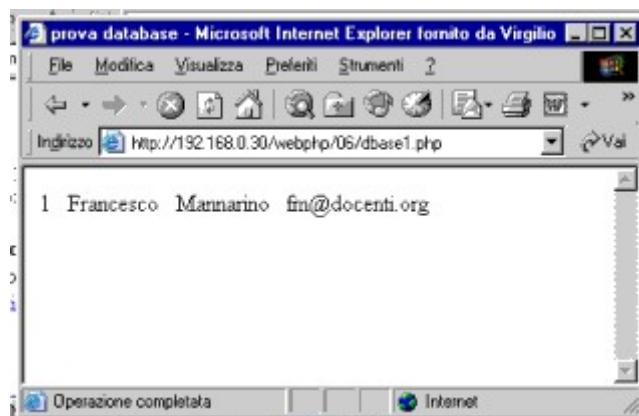 prova database - Microsoft Internet Explorer fornito da Virgilio
File Modifica Visualizza Preferiti Strumenti ?
»
Indirizzo http://192.168.0.30/webphp/06/dbase1.php Vai
1 Francesco Mannarino fm@docenti.org
Operazione completata Internet